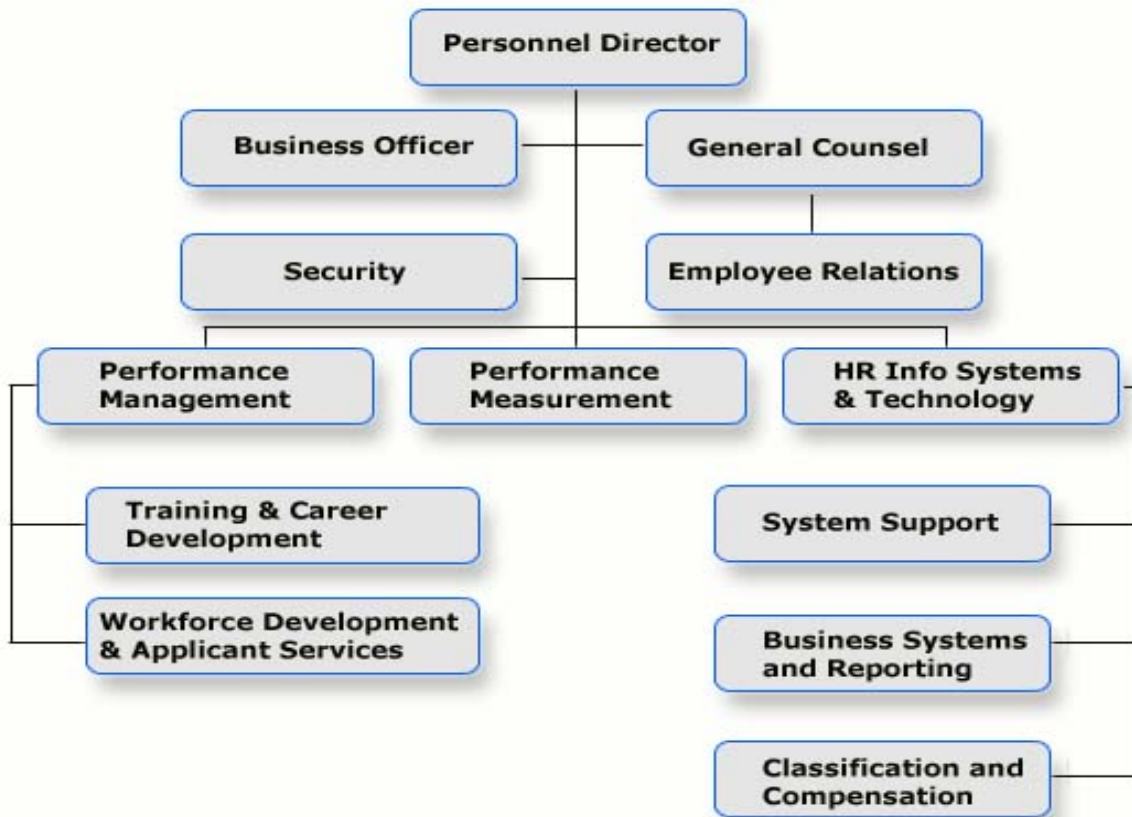 Personnel Director
Business Officer
General Counsel
Security
Employee Relations
Performance
Management
Performance
Measurement
HR Info Systems
& Technology
Training & Career
Development
System Support
Workforce Development
& Applicant Services
Business Systems
and Reporting
Classification and
Compensation